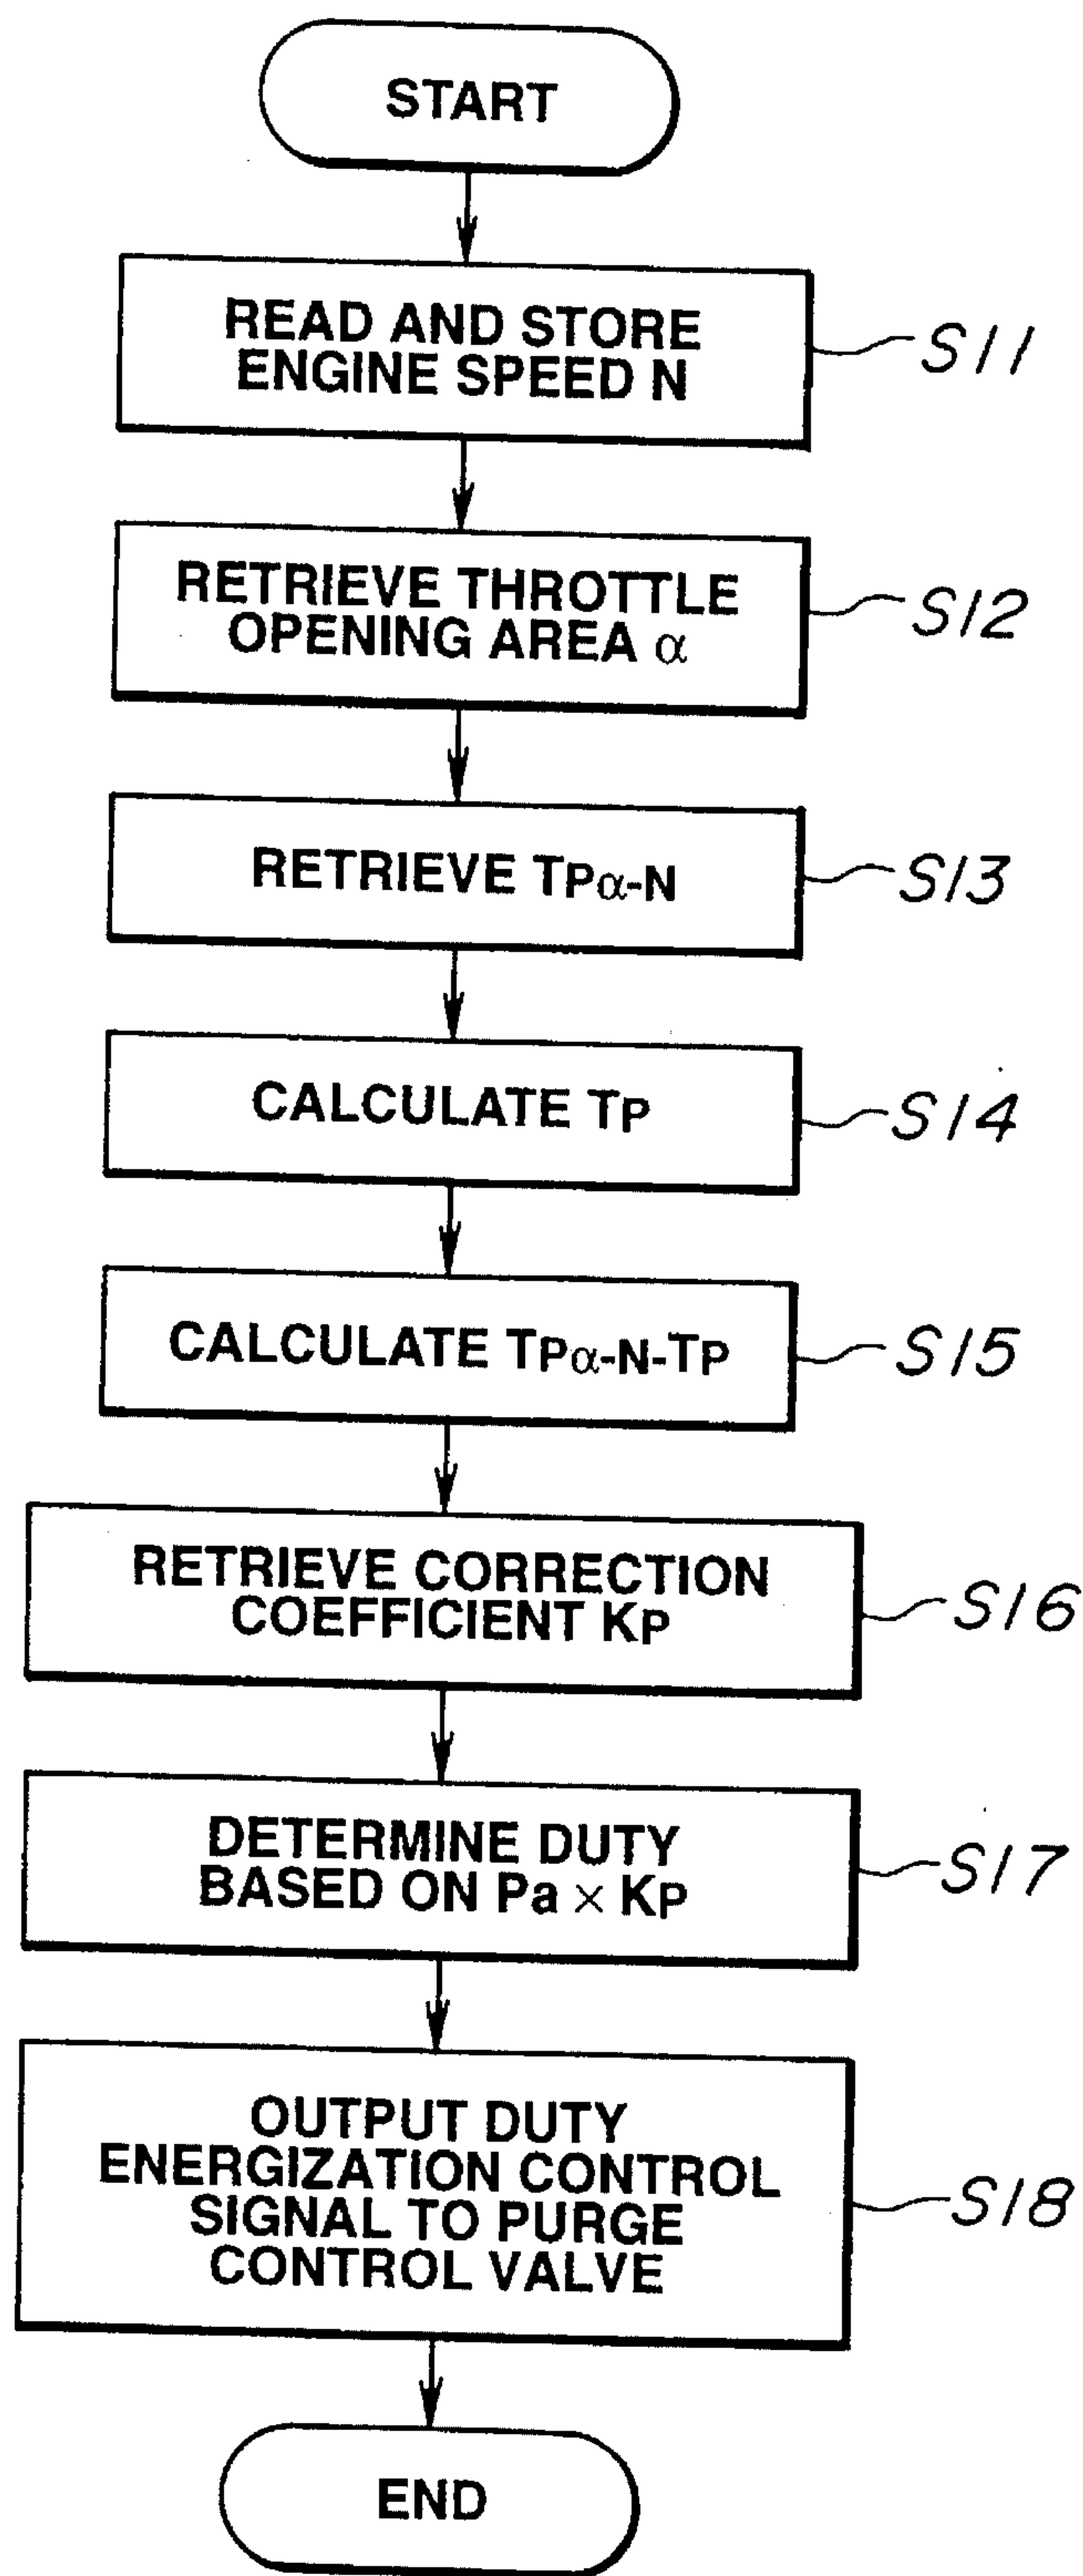 START
READ AND STORE
ENGINE SPEED N
S11
RETRIEVE THROTTLE
OPENING AREA α
S12
RETRIEVE TPα-N
S13
CALCULATE TP
S14
CALCULATE TPα-N-TP
S15
RETRIEVE CORRECTION
COEFFICIENT KP
S16
DETERMINE DUTY
BASED ON Pa × KP
S17
OUTPUT DUTY
ENERGIZATION CONTROL
SIGNAL TO PURGE
CONTROL VALVE
S18
END